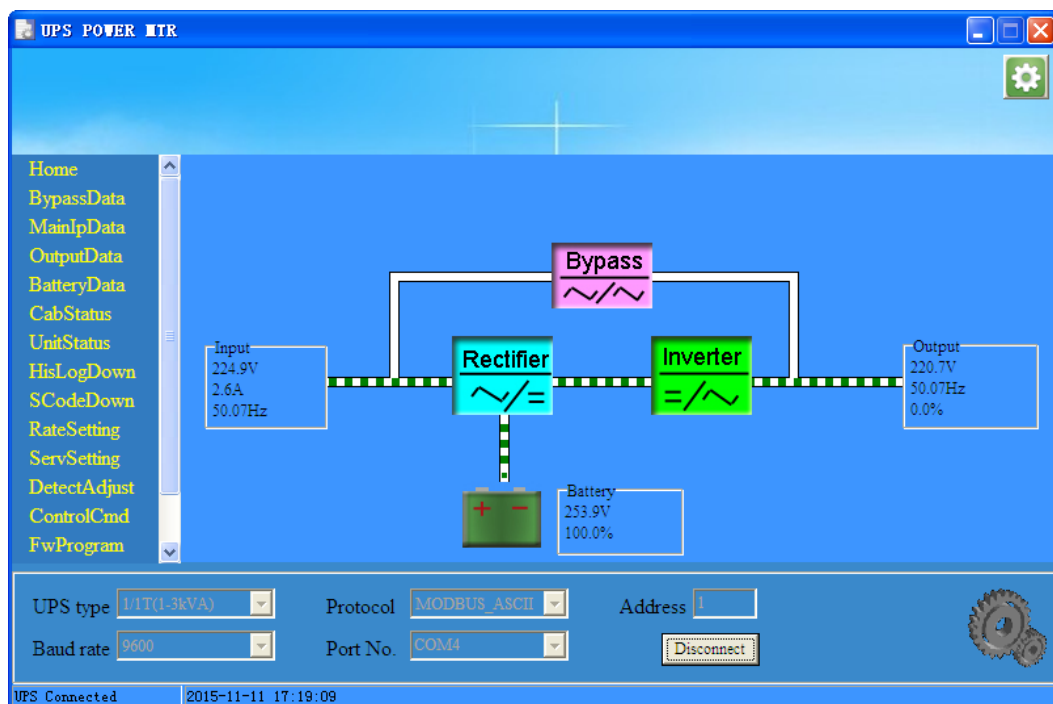 UPS POWER MTR
Home
BypassData
MainIpData
OutputData
BatteryData
CabStatus
UnitStatus
HisLogDown
SCodeDown
RateSetting
ServSetting
DetectAdjust
ControlCmd
FwProgram
Bypass
Input
224.9V
2.6A
50.07Hz
Rectifier
Inverter
Output
220.7V
50.07Hz
0.0%
Battery
253.9V
100.0%
UPS type 1/1T(1-3kVA) Protocol MODBUS_ASCII Address 1
Baud rate 9600 Port No. COM4 Disconnect
UPS Connected 2015-11-11 17:19:09